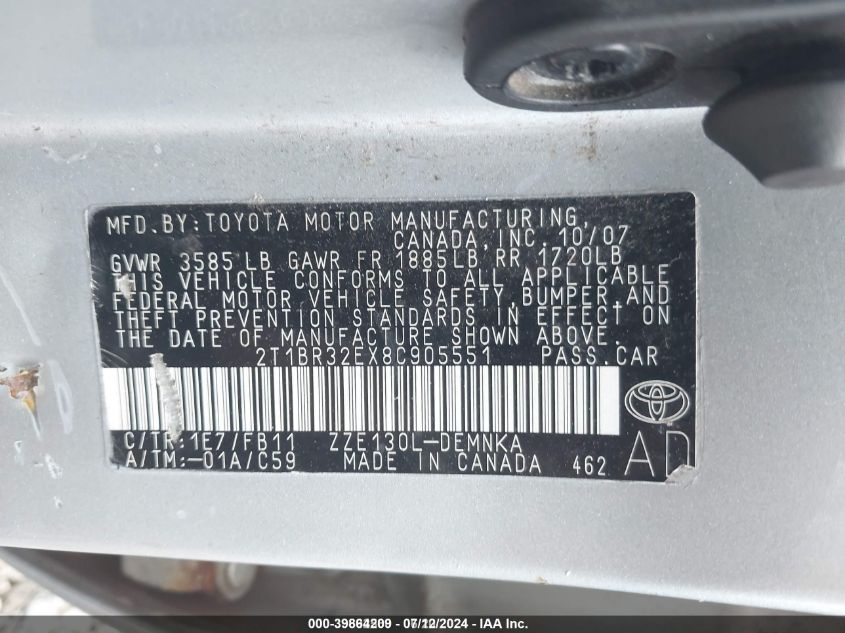 MFD.BY:TOYOTA MOTOR MANUFACTURING,
CANADA,INC. 10/07
GVWR 3585 LB GAWR FR 1885LB RR 1720LB
THIS VEHICLE CONFORMS TO ALL APPLICABLE
FEDERAL MOTOR VEHICLE SAFETY, BUMPER,AND
THEFT PREVENTION STANDARDS IN EFFECT ON
THE DATE OF MANUFACTURE SHOWN ABOVE.
2T1BR32EX8C905551 PASS.CAR
C/TR:1E7/FB11 ZZE130L-DEMNKA
A/TM:-01A/C59 MADE IN CANADA 462 AD
000-39864209 - 07/12/2024 - IAA Inc.